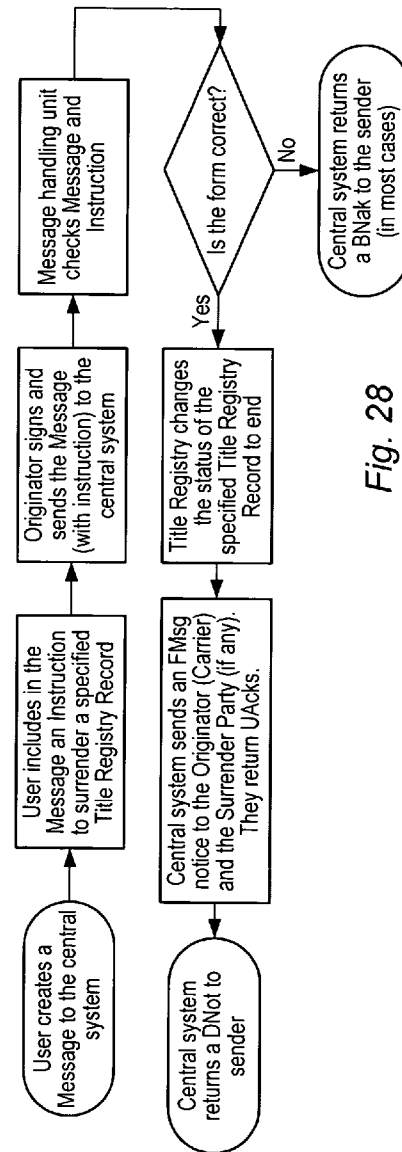 User creates a
Message to the central
system
User includes in the
Message an Instruction
to surrender a specified
Title Registry Record
Originator signs and
sends the Message
(with instruction) to the
central system
Message handling unit
checks Message and
Instruction
Is the form correct?
Yes
No
Central system returns
a BNak to the sender
(in most cases)
Title Registry changes
the status of the
specified Title Registry
Record to end
Central system sends an FMsg
notice to the Originator (Carrier)
and the Surrender Party (if any).
They return UAcks.
Central system
returns a DNot to
sender
Fig. 28